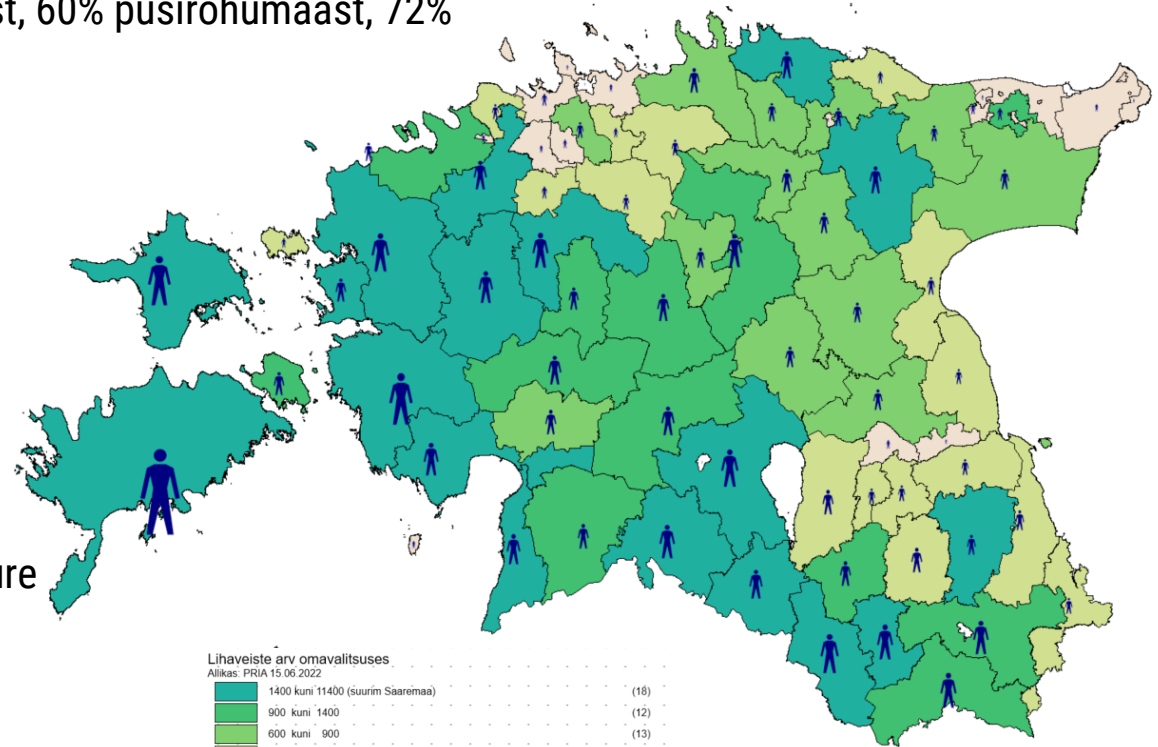 st, 60% püsirohumaast, 72%
ure
Lihaveiste arv omavalitsuses
Allikas: PRIA 15.06.2022
1400 kuni 11400 (suurim Saaremaa) (18)
900 kuni 1400 (12)
600 kuni 900 (13)